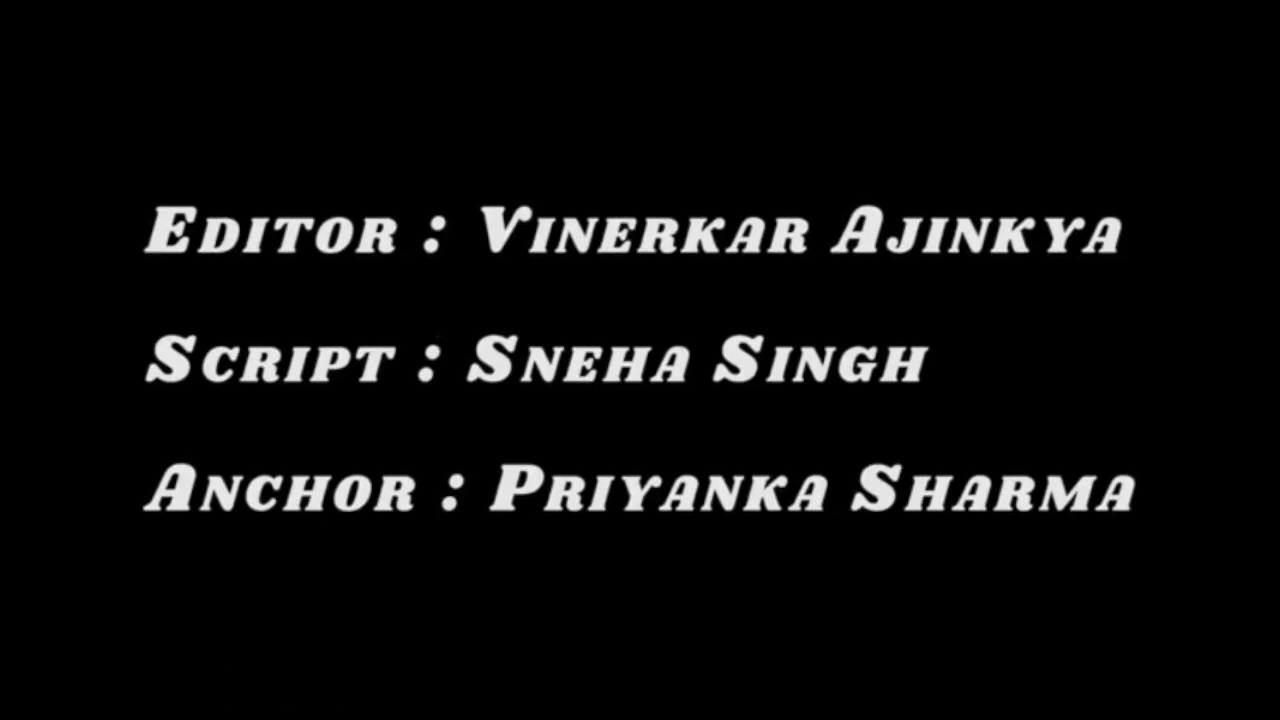 Editor : Vinerkar Ajinkya
Script : Sneha Singh
Anchor : Priyanka Sharma